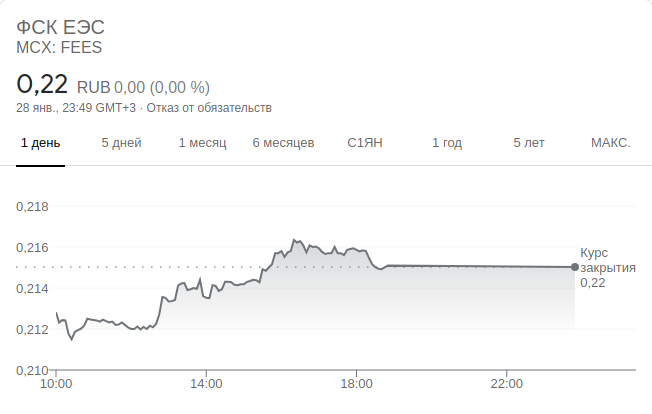 ФСК ЕЭС
MCX: FEES
0,22 RUB 0,00 (0,00 %)
28 янв., 23:49 GMT+3 · Отказ от обязательств
1 день 5 дней 1 месяц 6 месяцев С1ЯН 1 год 5 лет МАКС.
0,218
0,216
0,214
0,212
0,210
Курс
закрытия
0,22
10:00 14:00 18:00 22:00